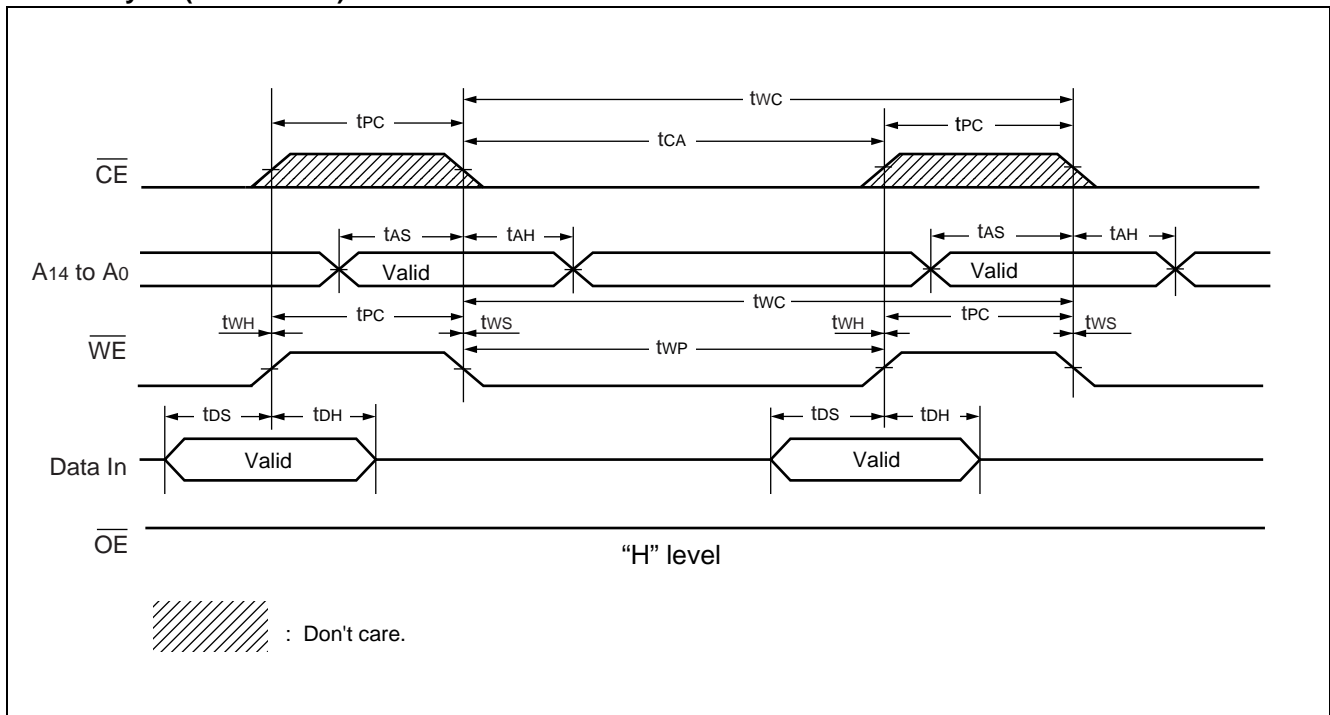 tWC
tPC
tCA
tPC
CE
tAS
tAH
tAS
tAH
A14 to A0
Valid
Valid
tWC
tWH
tPC
tWS
tWH
tPC
tWS
WE
tWP
tDS
tDH
tDS
tDH
Data In
Valid
Valid
OE
“H” level
: Don't care.